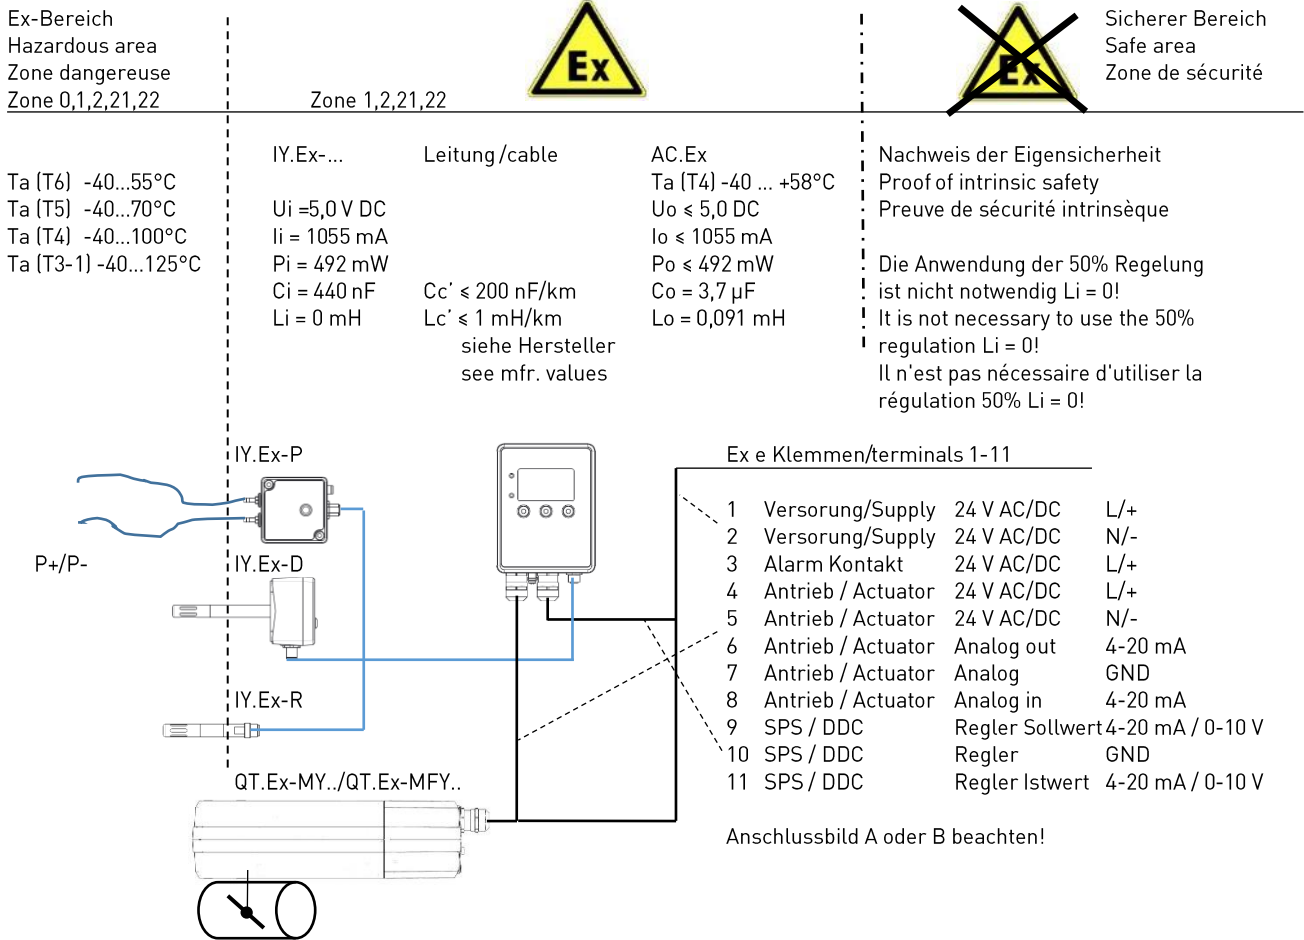 Ex-Bereich
Hazardous area
Zone dangereuse
Zone 0,1,2,21,22
Zone 1,2,21,22
Ex
Ex
Sicherer Bereich
Safe area
Zone de sécurité
Ta (T6) -40...55°C
Ta (T5) -40...70°C
Ta (T4) -40...100°C
Ta (T3-1) -40...125°C
IY.Ex-...
Ui =5,0 V DC
Ii = 1055 mA
Pi = 492 mW
Ci = 440 nF
Li = 0 mH
Leitung/cable
Cc' ≤ 200 nF/km
Lc' ≤ 1 mH/km
siehe Hersteller
see mfr. values
AC.Ex
Ta (T4) -40 ... +58°C
Uo ≤ 5,0 DC
Io ≤ 1055 mA
Po ≤ 492 mW
Co = 3,7 µF
Lo = 0,091 mH
Nachweis der Eigensicherheit
Proof of intrinsic safety
Preuve de sécurité intrinsèque
Die Anwendung der 50% Regelung
ist nicht notwendig Li = 0!
It is not necessary to use the 50%
regulation Li = 0!
Il n'est pas nécessaire d'utiliser la
régulation 50% Li = 0!
IY.Ex-P
P+/P-
IY.Ex-D
IY.Ex-R
QT.Ex-MY../QT.Ex-MFY..
Ex e Klemmen/terminals 1-11
1 Versorung/Supply 24 V AC/DC L/+
2 Versorung/Supply 24 V AC/DC N/-
3 Alarm Kontakt 24 V AC/DC L/+
4 Antrieb / Actuator 24 V AC/DC L/+
5 Antrieb / Actuator 24 V AC/DC N/-
6 Antrieb / Actuator Analog out 4-20 mA
7 Antrieb / Actuator Analog GND
8 Antrieb / Actuator Analog in 4-20 mA
9 SPS / DDC Regler Sollwert 4-20 mA / 0-10 V
10 SPS / DDC Regler GND
11 SPS / DDC Regler Istwert 4-20 mA / 0-10 V
Anschlussbild A oder B beachten!